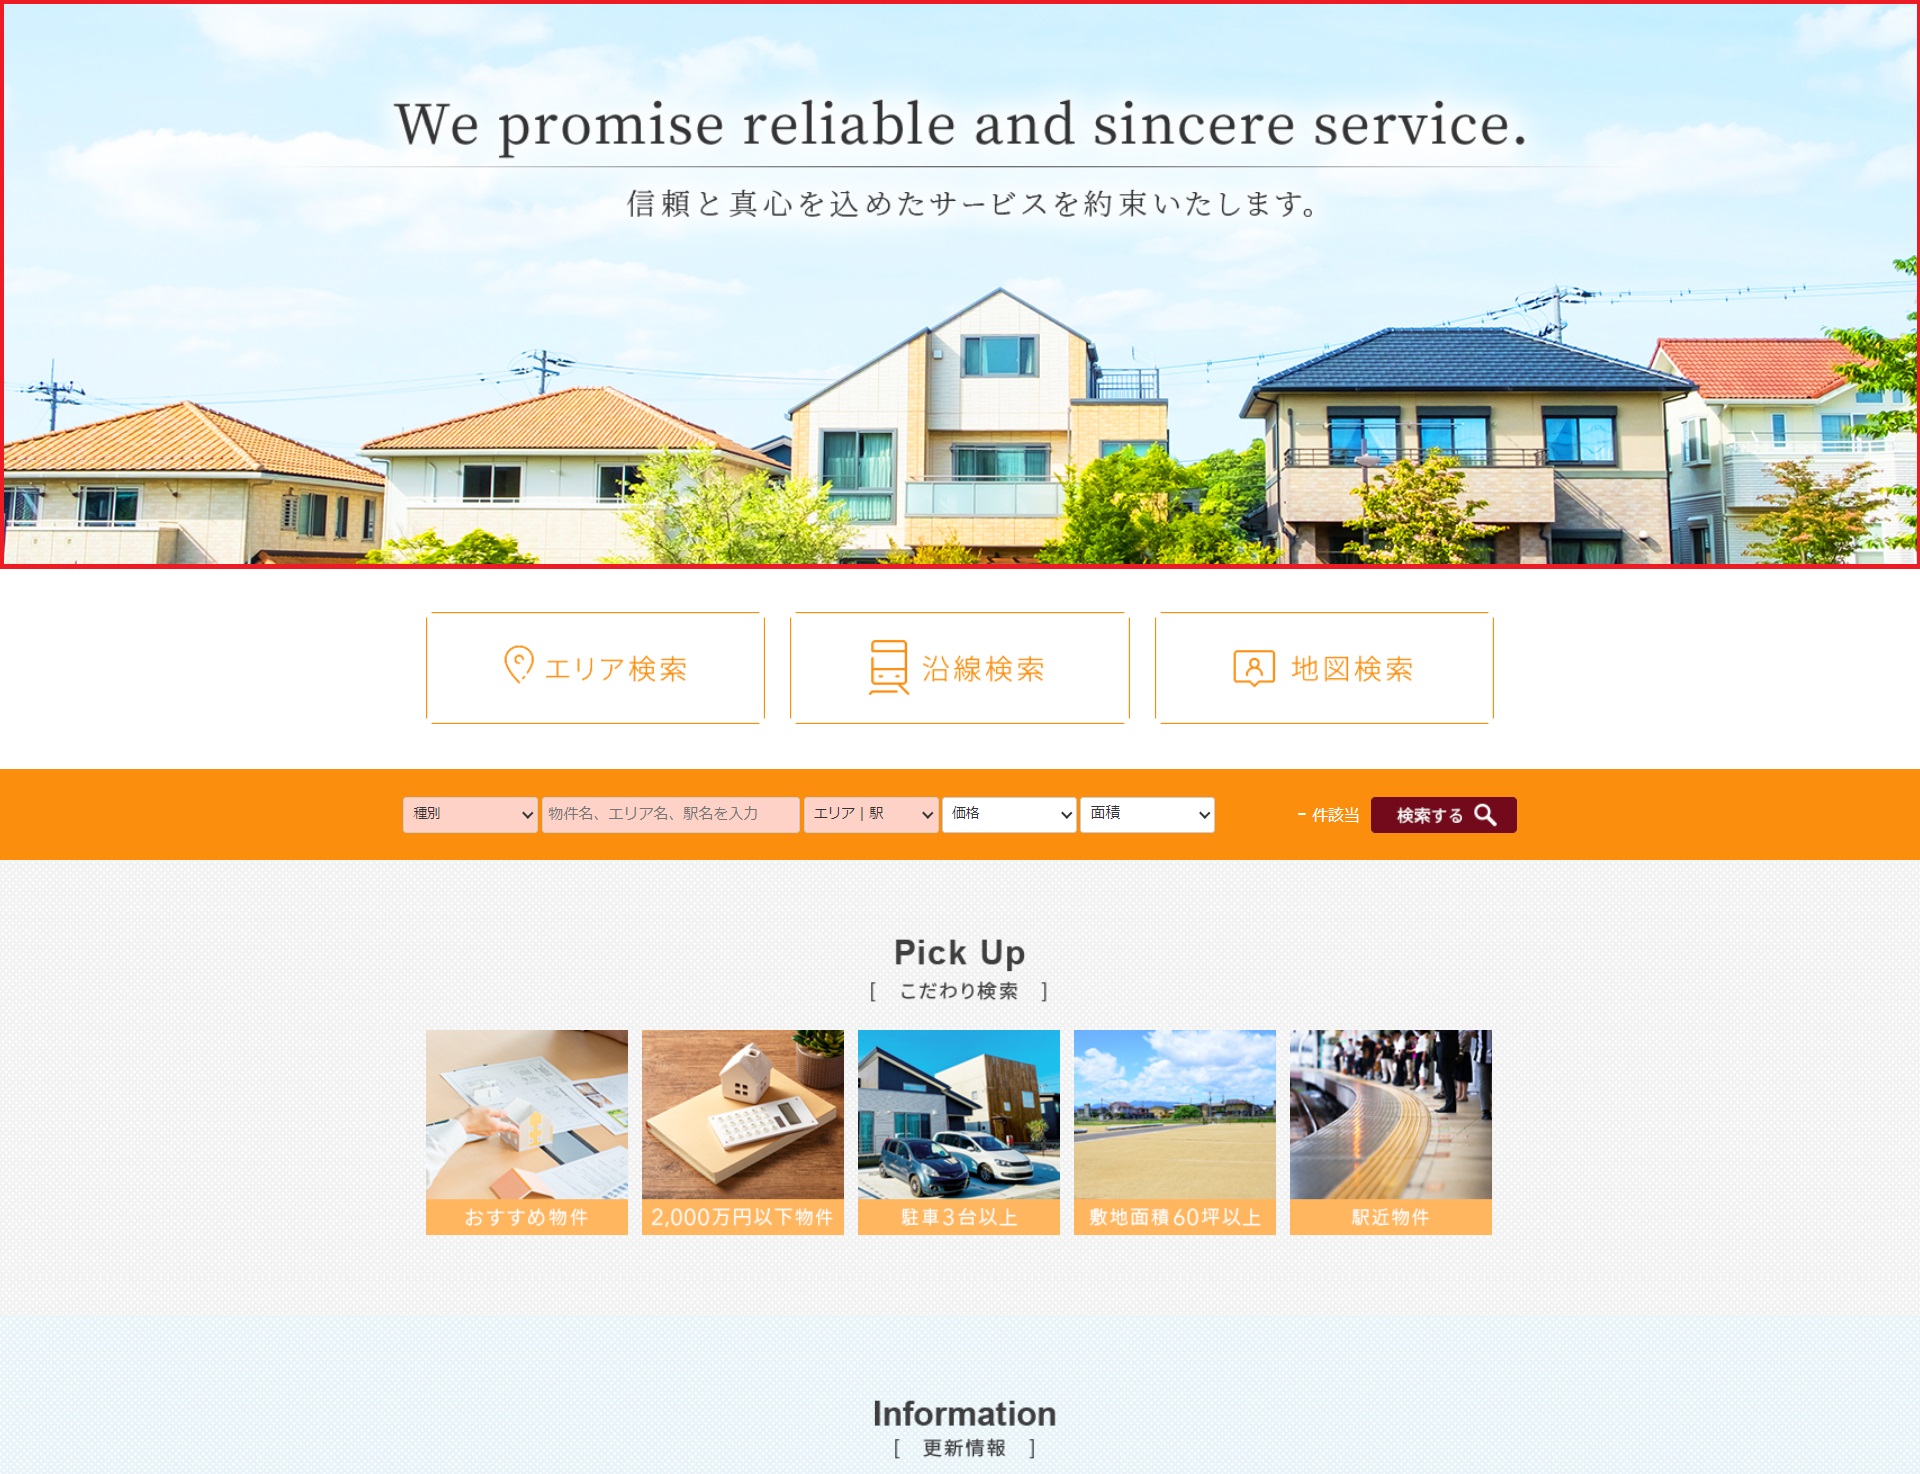 We promise reliable and sincere service.
信頼と真心を込めたサービスを約束いたします。
エリア検索
沿線検索
地図検索
種別
物件名、エリア名、駅名を入力
エリア | 駅
価格
面積
- 件該当
検索する
Pick Up
[ こだわり検索 ]
おすすめ物件
2,000万円以下物件
駐車3台以上
敷地面積60坪以上
駅近物件
Information
[ 更新情報 ]